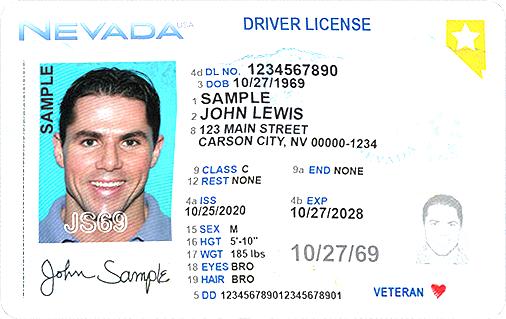 NEVADA USA DRIVER LICENSE
SAMPLE
4d DL NO. 1234567890
3 DOB 10/27/1969
1 SAMPLE
2 JOHN LEWIS
8 123 MAIN STREET
CARSON CITY, NV 00000-1234
9 CLASS C 9a END NONE
12 REST NONE
4a ISS 4b EXP
10/25/2020 10/27/2028
JS69
15 SEX M
16 HGT 5'-10"
17 WGT 185 lbs
18 EYES BRO
19 HAIR BRO
10/27/69
John Sample
5 DD 123456789012345678901
VETERAN